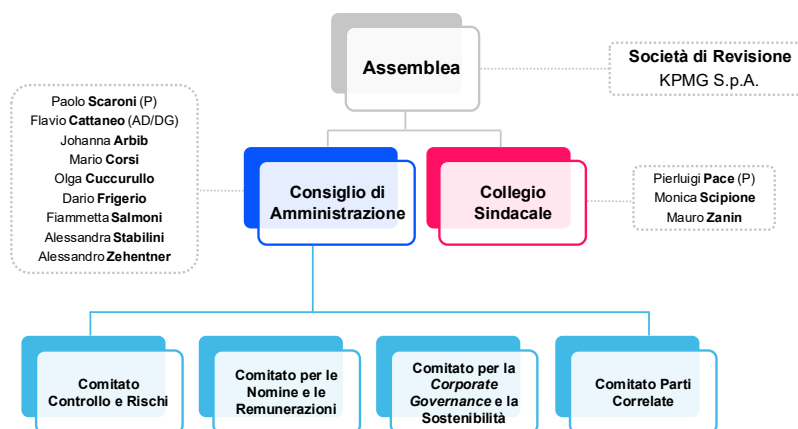 Assemblea
Società di Revisione
KPMG S.p.A.
Paolo Scaroni (P)
Flavio Cattaneo (AD/DG)
Johanna Arbib
Mario Corsi
Olga Cuccurullo
Dario Frigerio
Fiammetta Salmoni
Alessandra Stabilini
Alessandro Zehentner
Consiglio di
Amministrazione
Collegio
Sindacale
Pierluigi Pace (P)
Monica Scipione
Mauro Zanin
Comitato
Controllo e Rischi
Comitato per le
Nomine e le
Remunerazioni
Comitato per la
Corporate
Governance e la
Sostenibilità
Comitato Parti
Correlate